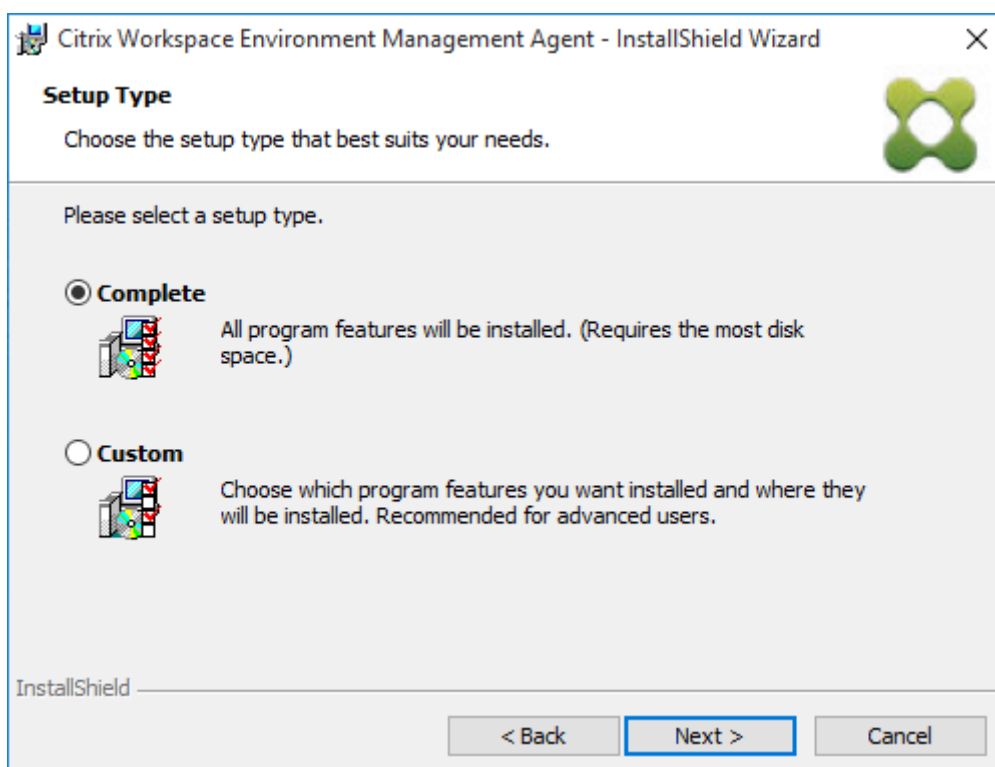 Citrix Workspace Environment Management Agent - InstallShield Wizard
Setup Type
Choose the setup type that best suits your needs.
Please select a setup type.
Complete
All program features will be installed. (Requires the most disk
space.)
Custom
Choose which program features you want installed and where they
will be installed. Recommended for advanced users.
InstallShield
< Back
Next >
Cancel